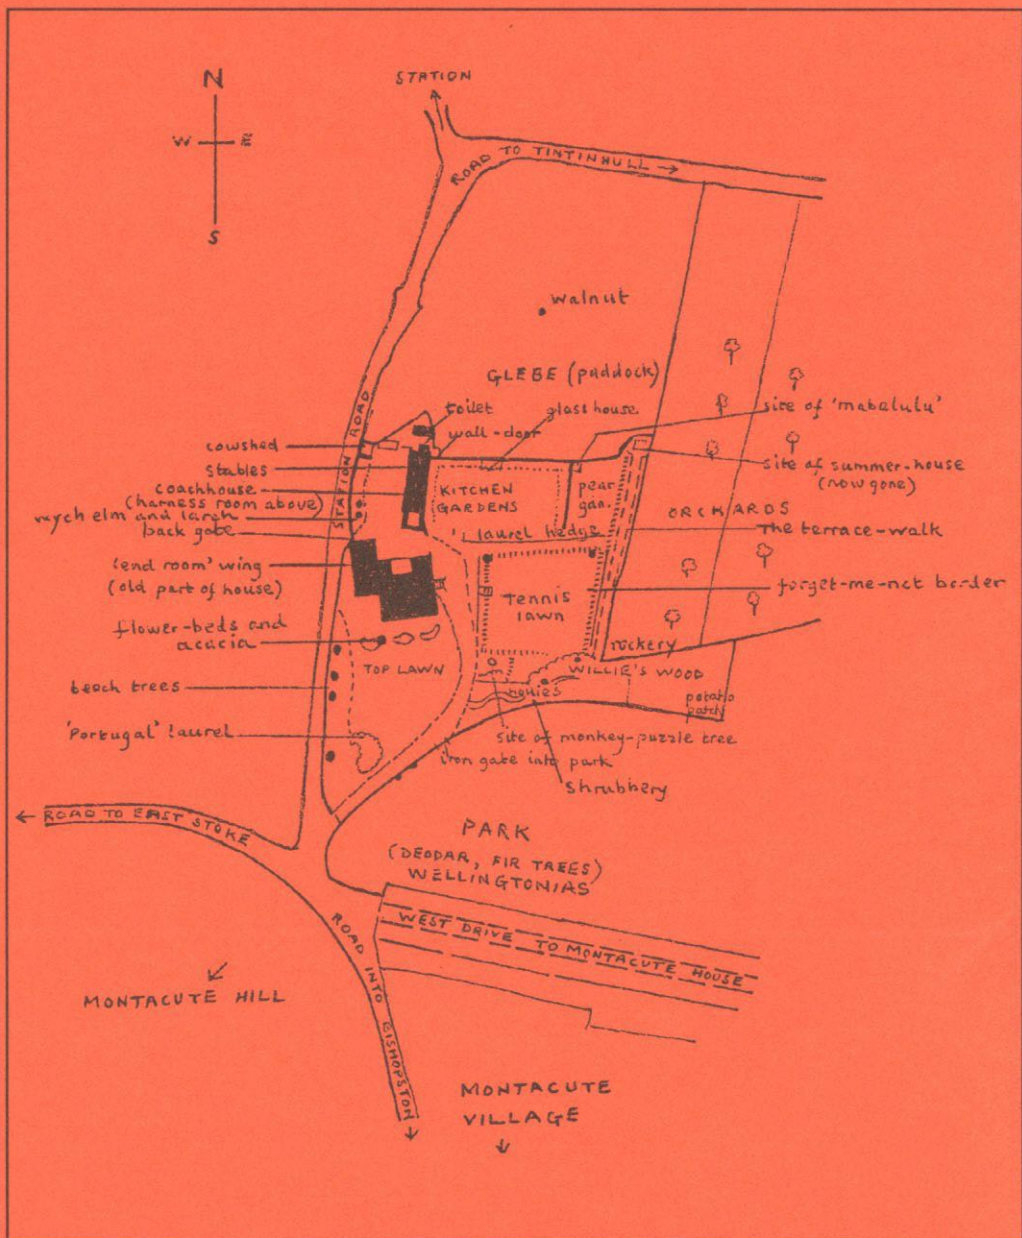 N
W E
S
STATION
ROAD TO TINTINHULL
walnut
GLEBE (paddock)
toilet
glass house
site of 'mabelulu'
wall-door
cowshed
stables
coachhouse
(harness room above)
wych elm and larch
back gate
STATION ROAD
KITCHEN
GARDENS
pear
gdn.
site of summer-house
(now gone)
ORCHARDS
The terrace-walk
laurel hedge
'end room' wing
(old part of house)
forget-me-not border
Tennis
lawn
flower-beds and
acacia
rockery
TOP LAWN
WILLIE'S WOOD
beech trees
potato
patch
'Portugal' laurel
site of monkey-puzzle tree
iron gate into park
Shrubbery
ROAD TO EAST STOKE
PARK
(DEODAR, FIR TREES)
WELLINGTONIAS
WEST DRIVE TO MONTACUTE HOUSE
ROAD INTO BISHOPSTON
MONTACUTE HILL
MONTACUTE
VILLAGE